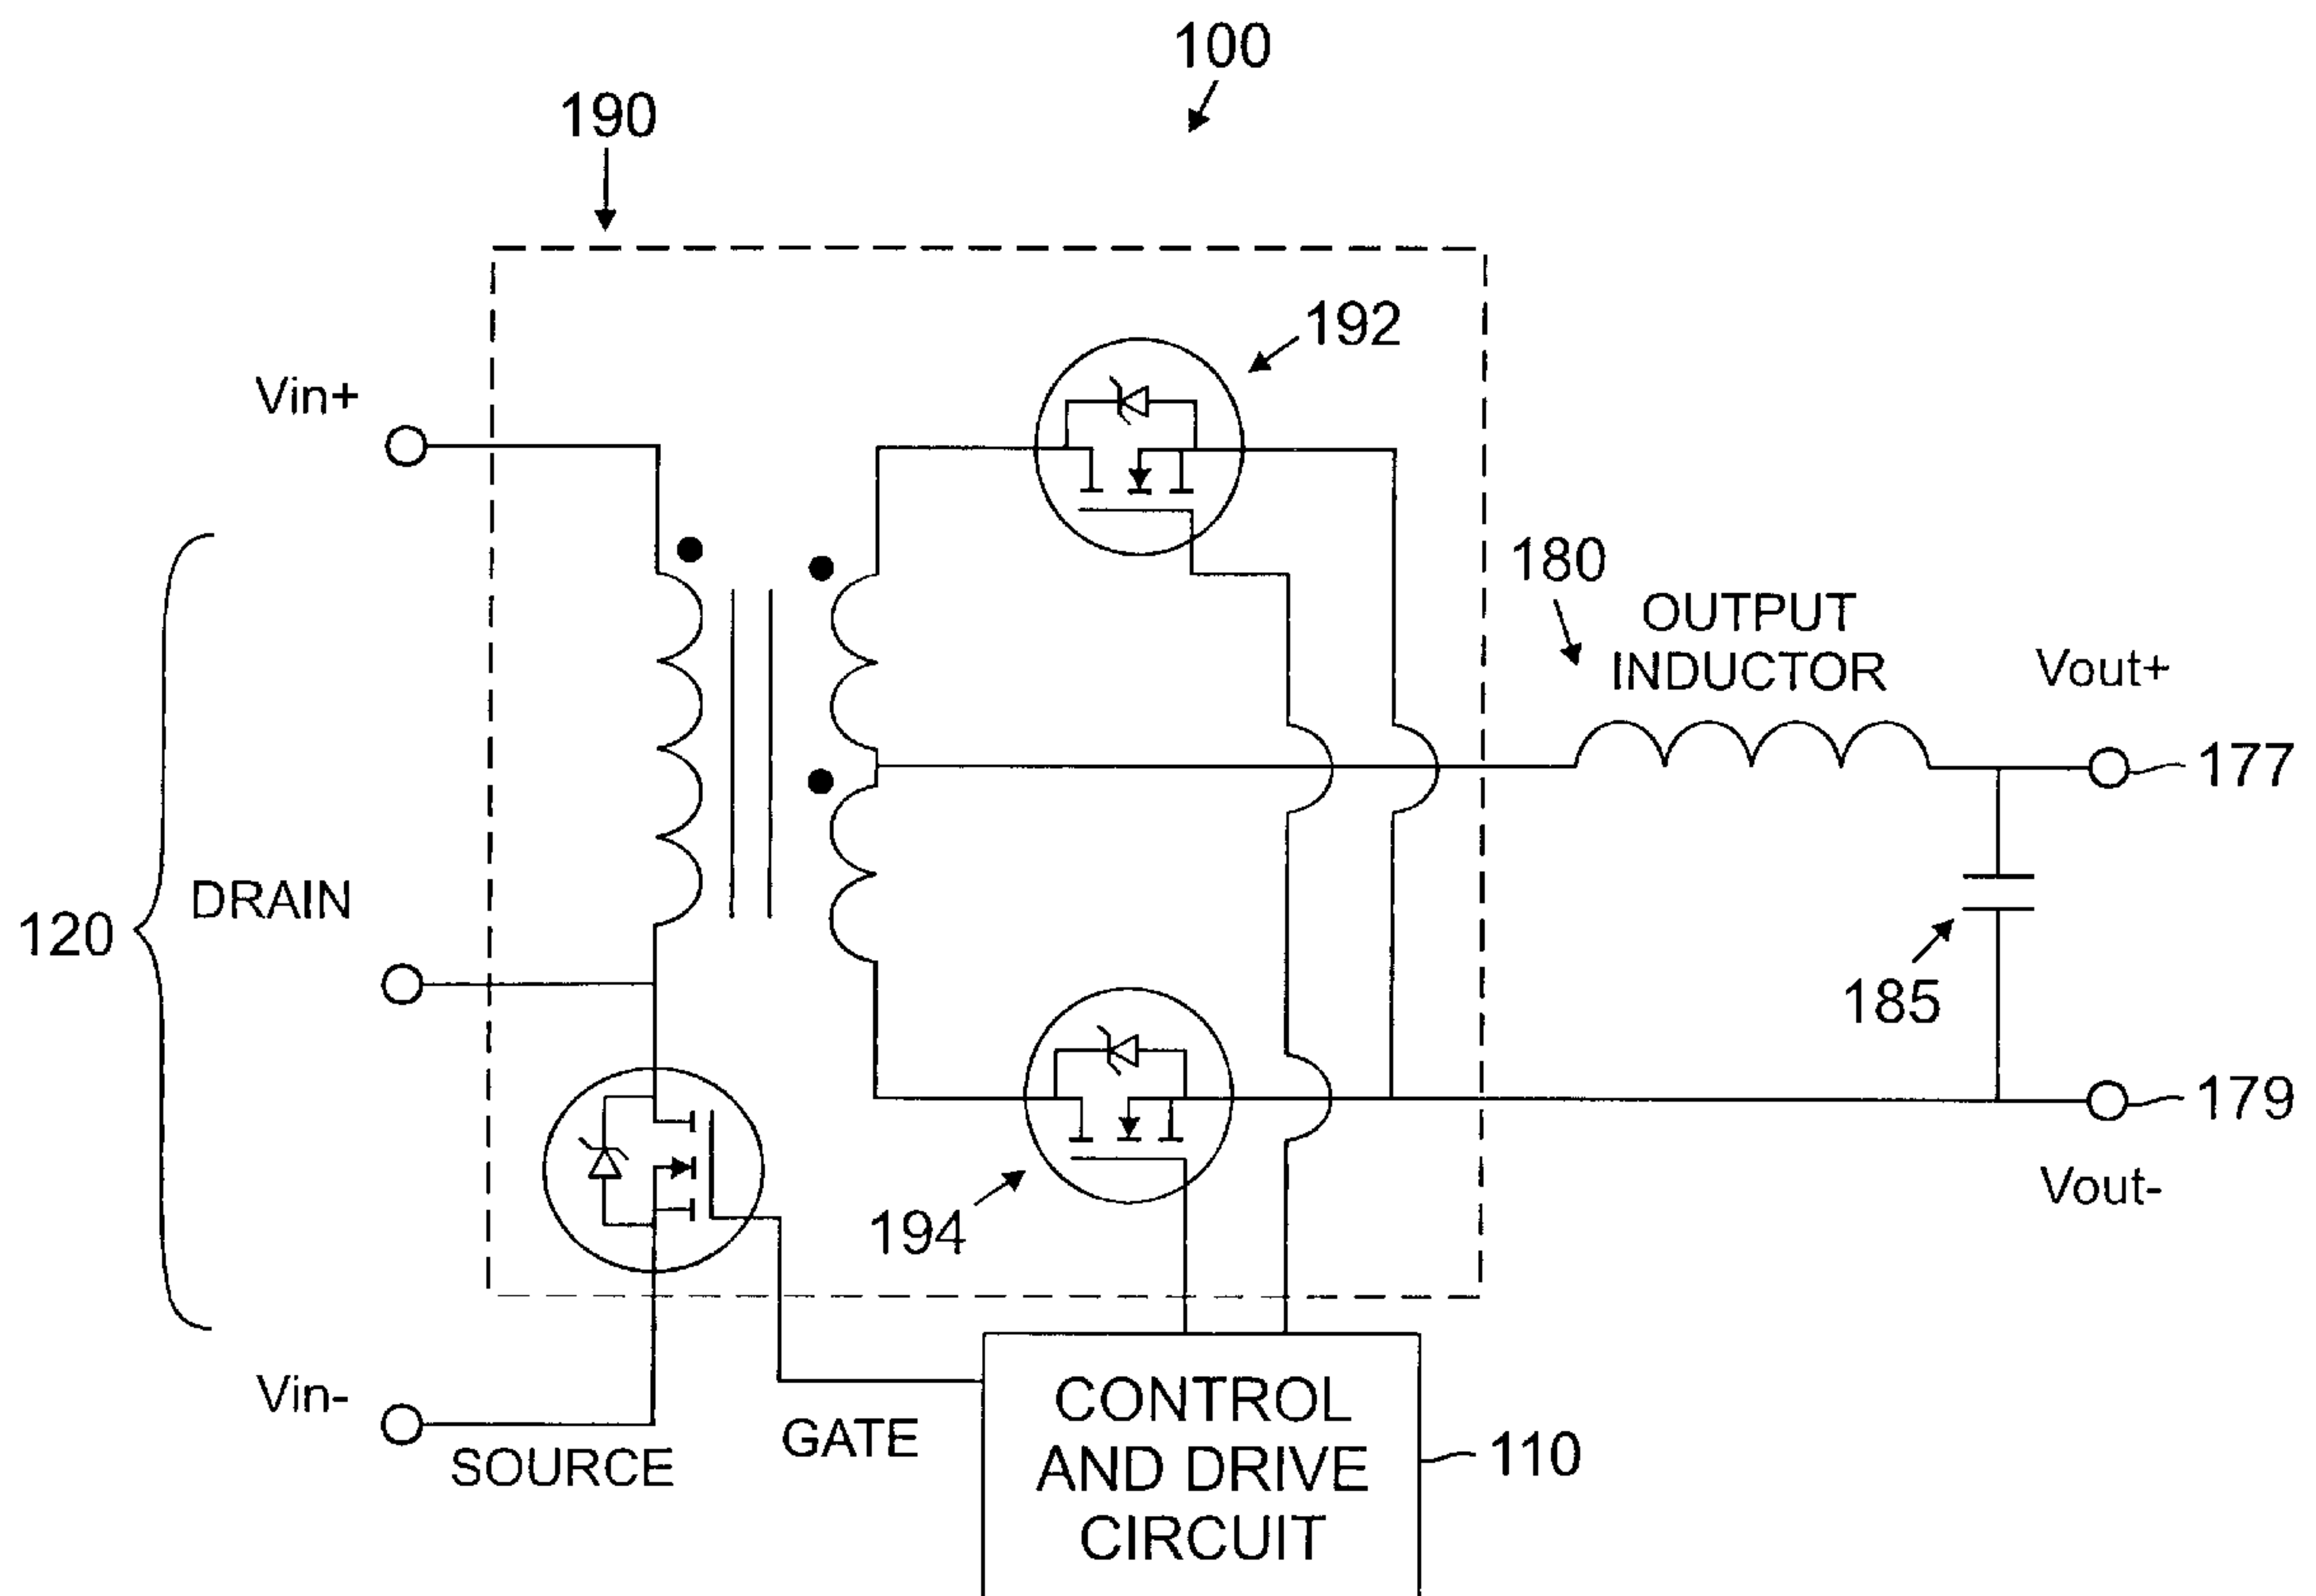 100
190
192
Vin+
180
OUTPUT
INDUCTOR
Vout+
177
DRAIN
120
185
179
Vout-
194
Vin-
SOURCE
GATE
CONTROL
AND DRIVE
CIRCUIT
110